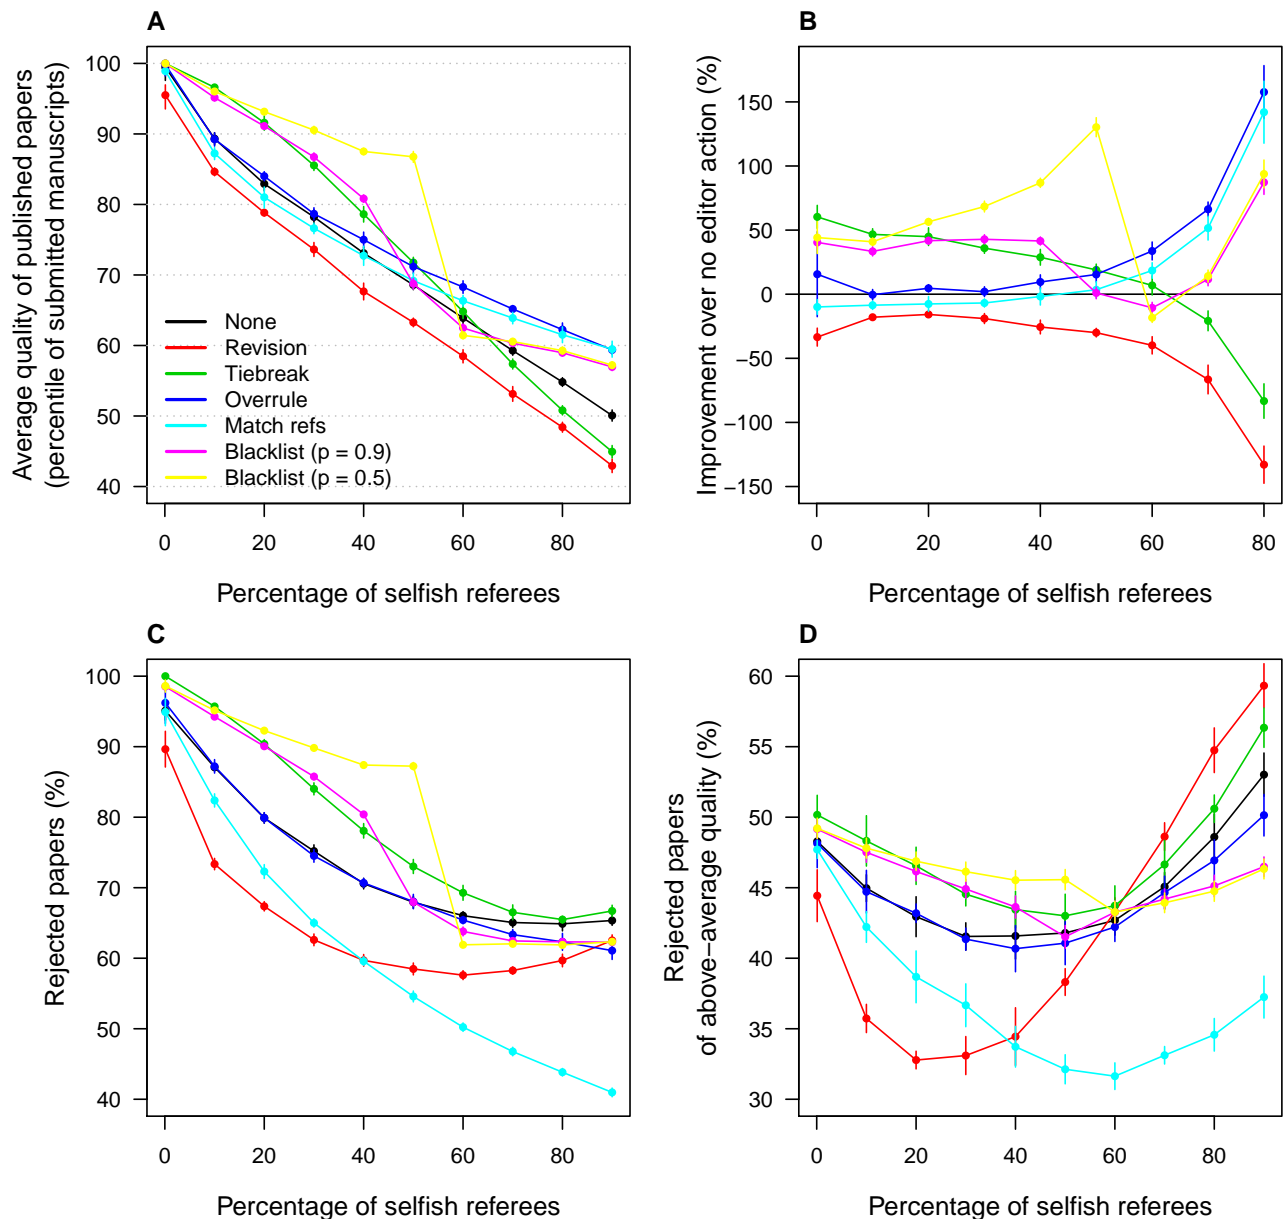 A
Average quality of published papers
(percentile of submitted manuscripts)
100
90
80
70
60
50
40
None
Revision
Tiebreak
Overrule
Match refs
Blacklist (p = 0.9)
Blacklist (p = 0.5)
0 20 40 60 80
Percentage of selfish referees
B
Improvement over no editor action (%)
150
100
50
0
−50
−100
−150
0 20 40 60 80
Percentage of selfish referees
C
Rejected papers (%)
100
90
80
70
60
50
40
0 20 40 60 80
Percentage of selfish referees
D
Rejected papers
of above−average quality (%)
60
55
50
45
40
35
30
0 20 40 60 80
Percentage of selfish referees